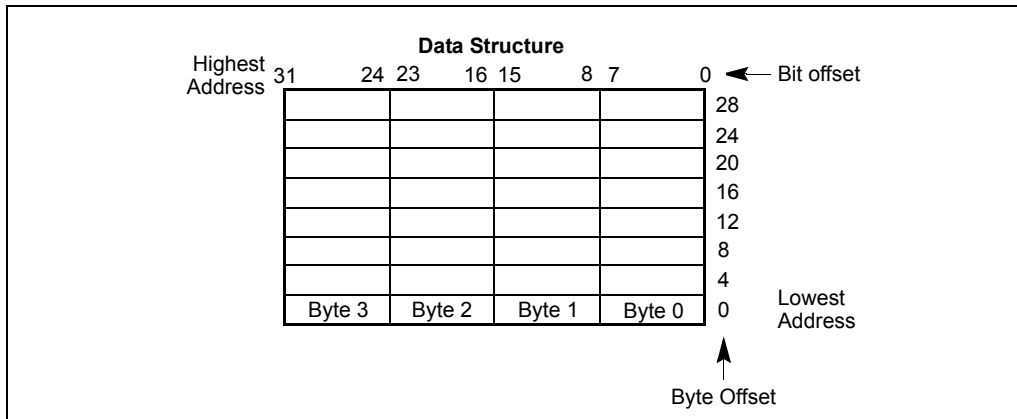 Data Structure
Highest
Address
31 24 23 16 15 8 7 0 Bit offset
28
24
20
16
12
8
4
Byte 3 Byte 2 Byte 1 Byte 0 0
Lowest
Address
Byte Offset